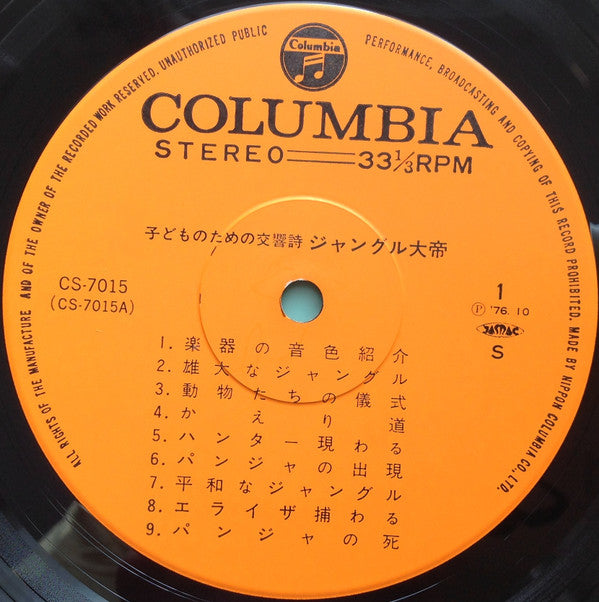 ALL RIGHTS OF THE MANUFACTURE AND OF THE OWNER OF THE RECORDED WORK RESERVED. UNAUTHORIZED PUBLIC PERFORMANCE, BROADCASTING AND COPYING OF THIS RECORD PROHIBITED. MADE BY NIPPON COLUMBIA CO., LTD.
Columbia
COLUMBIA
STEREO 33 1/3 RPM
子どものための交響詩 ジャングル大帝
CS-7015
(CS-7015A)
1
Ⓟ '76. 10
JASRAC
S
1. 楽器の音色紹介
2. 雄大なジャングル
3. 動物たちの儀式
4. かえり道
5. ハンター現わる
6. パンジャの出現
7. 平和なジャングル
8. エライザ捕わる
9. パンジャの死